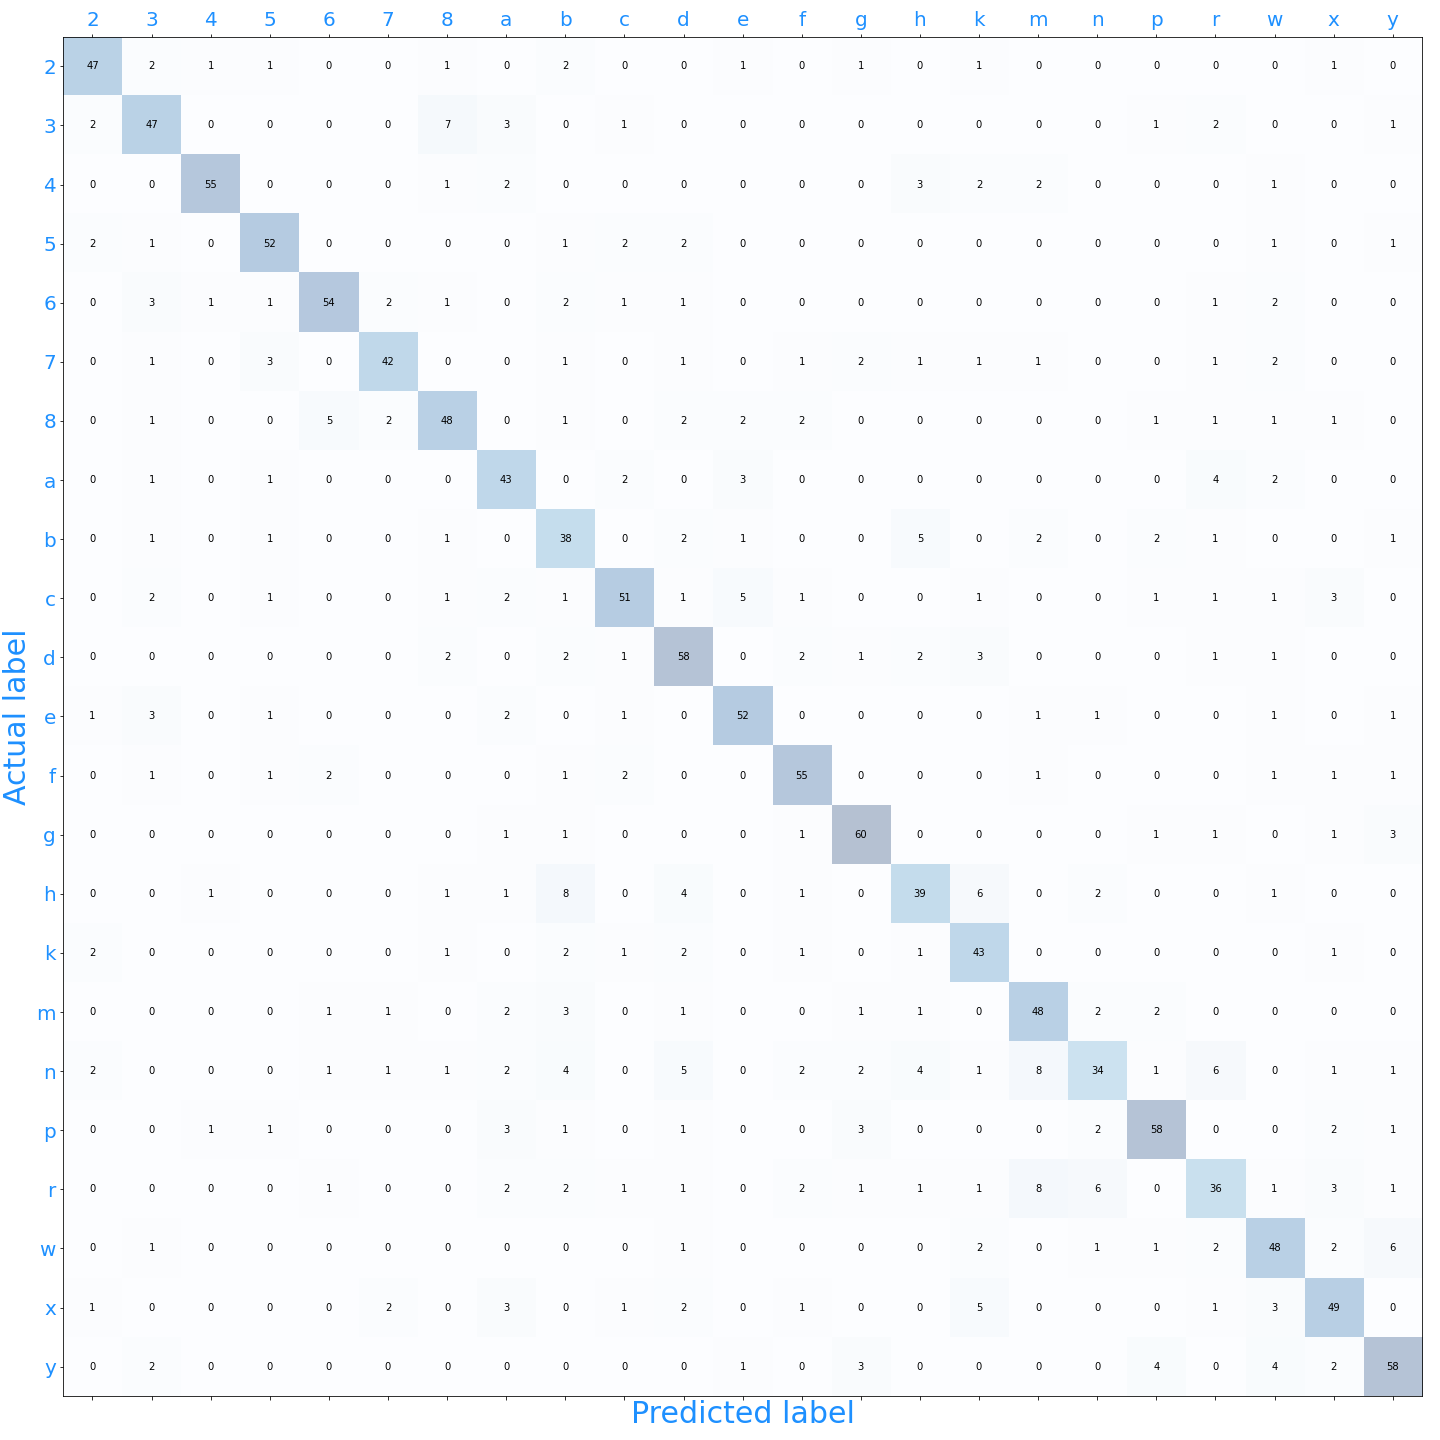 2 3 4 5 6 7 8 a b c d e f g h k m n p r w x y
2 47 2 1 1 0 0 1 0 2 0 0 1 0 1 0 1 0 0 0 0 0 1 0
3 2 47 0 0 0 0 7 3 0 1 0 0 0 0 0 0 0 0 1 2 0 0 1
4 0 0 55 0 0 0 1 2 0 0 0 0 0 0 3 2 2 0 0 0 1 0 0
5 2 1 0 52 0 0 0 0 1 2 2 0 0 0 0 0 0 0 0 0 1 0 1
6 0 3 1 1 54 2 1 0 2 1 1 0 0 0 0 0 0 0 0 1 2 0 0
7 0 1 0 3 0 42 0 0 1 0 1 0 1 2 1 1 1 0 0 1 2 0 0
8 0 1 0 0 5 2 48 0 1 0 2 2 2 0 0 0 0 0 1 1 1 1 0
a 0 1 0 1 0 0 0 43 0 2 0 3 0 0 0 0 0 0 0 4 2 0 0
b 0 1 0 1 0 0 1 0 38 0 2 1 0 0 5 0 2 0 2 1 0 0 1
c 0 2 0 1 0 0 1 2 1 51 1 5 1 0 0 1 0 0 1 1 1 3 0
d 0 0 0 0 0 0 2 0 2 1 58 0 2 1 2 3 0 0 0 1 1 0 0
e 1 3 0 1 0 0 0 2 0 1 0 52 0 0 0 0 1 1 0 0 1 0 1
f 0 1 0 1 2 0 0 0 1 2 0 0 55 0 0 0 1 0 0 0 1 1 1
g 0 0 0 0 0 0 0 1 1 0 0 0 1 60 0 0 0 0 1 1 0 1 3
h 0 0 1 0 0 0 1 1 8 0 4 0 1 0 39 6 0 2 0 0 1 0 0
k 2 0 0 0 0 0 1 0 2 1 2 0 1 0 1 43 0 0 0 0 0 1 0
m 0 0 0 0 1 1 0 2 3 0 1 0 0 1 1 0 48 2 2 0 0 0 0
n 2 0 0 0 1 1 1 2 4 0 5 0 2 2 4 1 8 34 1 6 0 1 1
p 0 0 1 1 0 0 0 3 1 0 1 0 0 3 0 0 0 2 58 0 0 2 1
r 0 0 0 0 1 0 0 2 2 1 1 0 2 1 1 1 8 6 0 36 1 3 1
w 0 1 0 0 0 0 0 0 0 0 1 0 0 0 0 2 0 1 1 2 48 2 6
x 1 0 0 0 0 2 0 3 0 1 2 0 1 0 0 5 0 0 0 1 3 49 0
y 0 2 0 0 0 0 0 0 0 0 0 1 0 3 0 0 0 0 4 0 4 2 58
Actual label
Predicted label